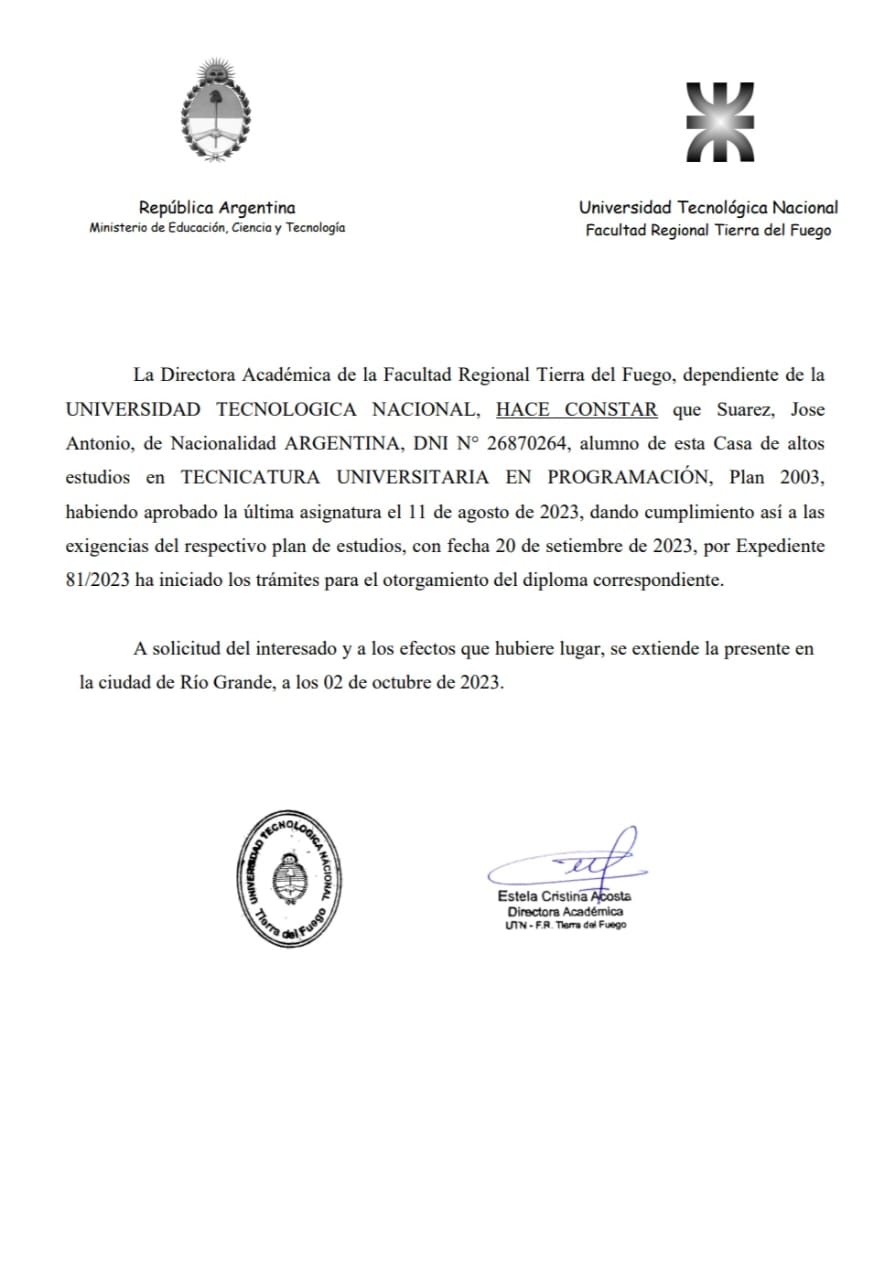 República Argentina
Ministerio de Educación, Ciencia y Tecnología
Universidad Tecnológica Nacional
Facultad Regional Tierra del Fuego
La Directora Académica de la Facultad Regional Tierra del Fuego, dependiente de la
UNIVERSIDAD TECNOLOGICA NACIONAL, HACE CONSTAR que Suarez, Jose
Antonio, de Nacionalidad ARGENTINA, DNI N° 26870264, alumno de esta Casa de altos
estudios en TECNICATURA UNIVERSITARIA EN PROGRAMACIÓN, Plan 2003,
habiendo aprobado la última asignatura el 11 de agosto de 2023, dando cumplimiento así a las
exigencias del respectivo plan de estudios, con fecha 20 de setiembre de 2023, por Expediente
81/2023 ha iniciado los trámites para el otorgamiento del diploma correspondiente.
A solicitud del interesado y a los efectos que hubiere lugar, se extiende la presente en
la ciudad de Río Grande, a los 02 de octubre de 2023.
UNIVERSIDAD TECNOLOGICA NACIONAL
Tierra del Fuego
Estela Cristina Acosta
Directora Académica
UTN - F.R. Tierra del Fuego